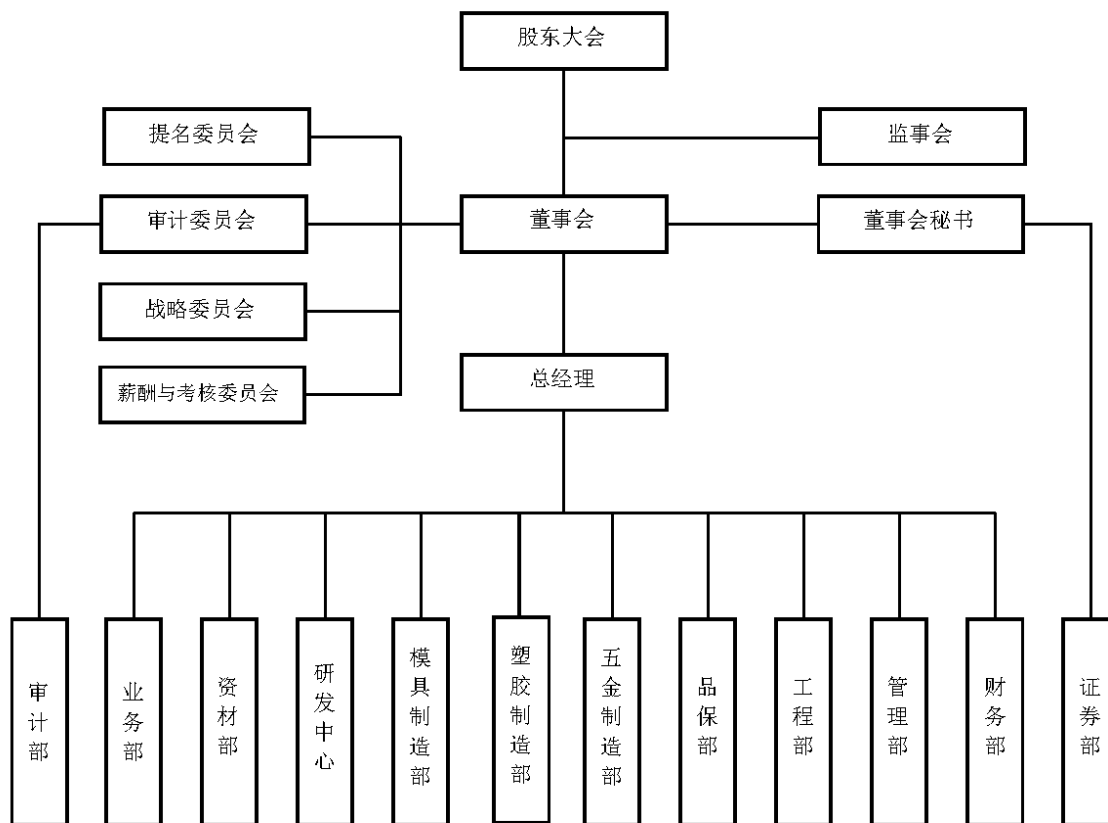 股东大会
提名委员会
监事会
审计委员会
董事会
董事会秘书
战略委员会
总经理
薪酬与考核委员会
审计部
业务部
资材部
研发中心
模具制造部
塑胶制造部
五金制造部
品保部
工程部
管理部
财务部
证券部